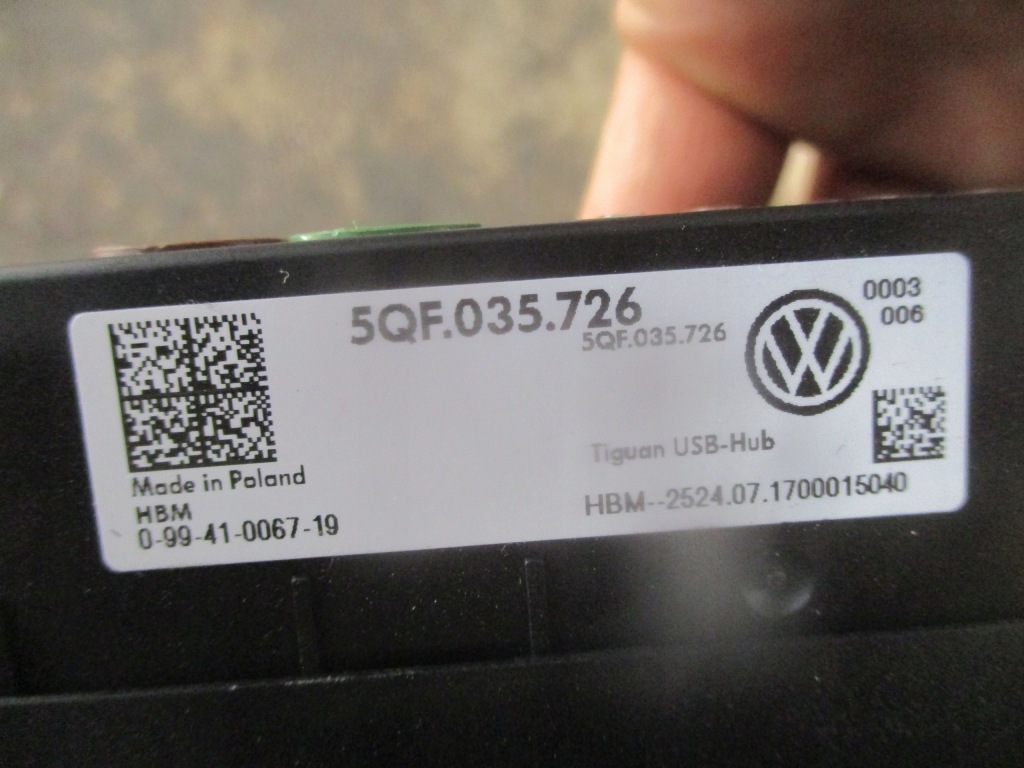 5QF.035.726
5QF.035.726
0003
006
Tiguan USB-Hub
Made in Poland
HBM
0-99-41-0067-19
HBM--2524.07.1700015040